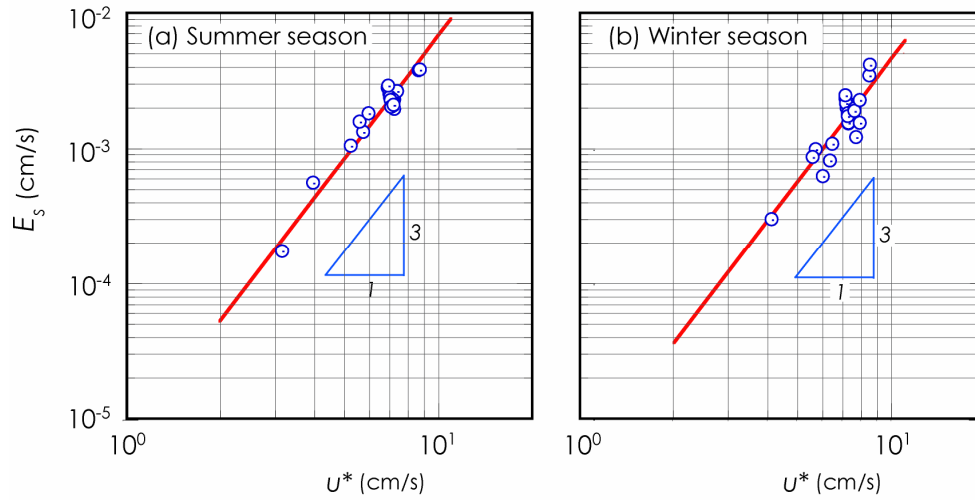 (a) Summer season
(b) Winter season
E_s (cm/s)
10^-2
10^-3
10^-4
10^-5
3
1
3
1
10^0
10^1
10^0
10^1
u* (cm/s)
u* (cm/s)